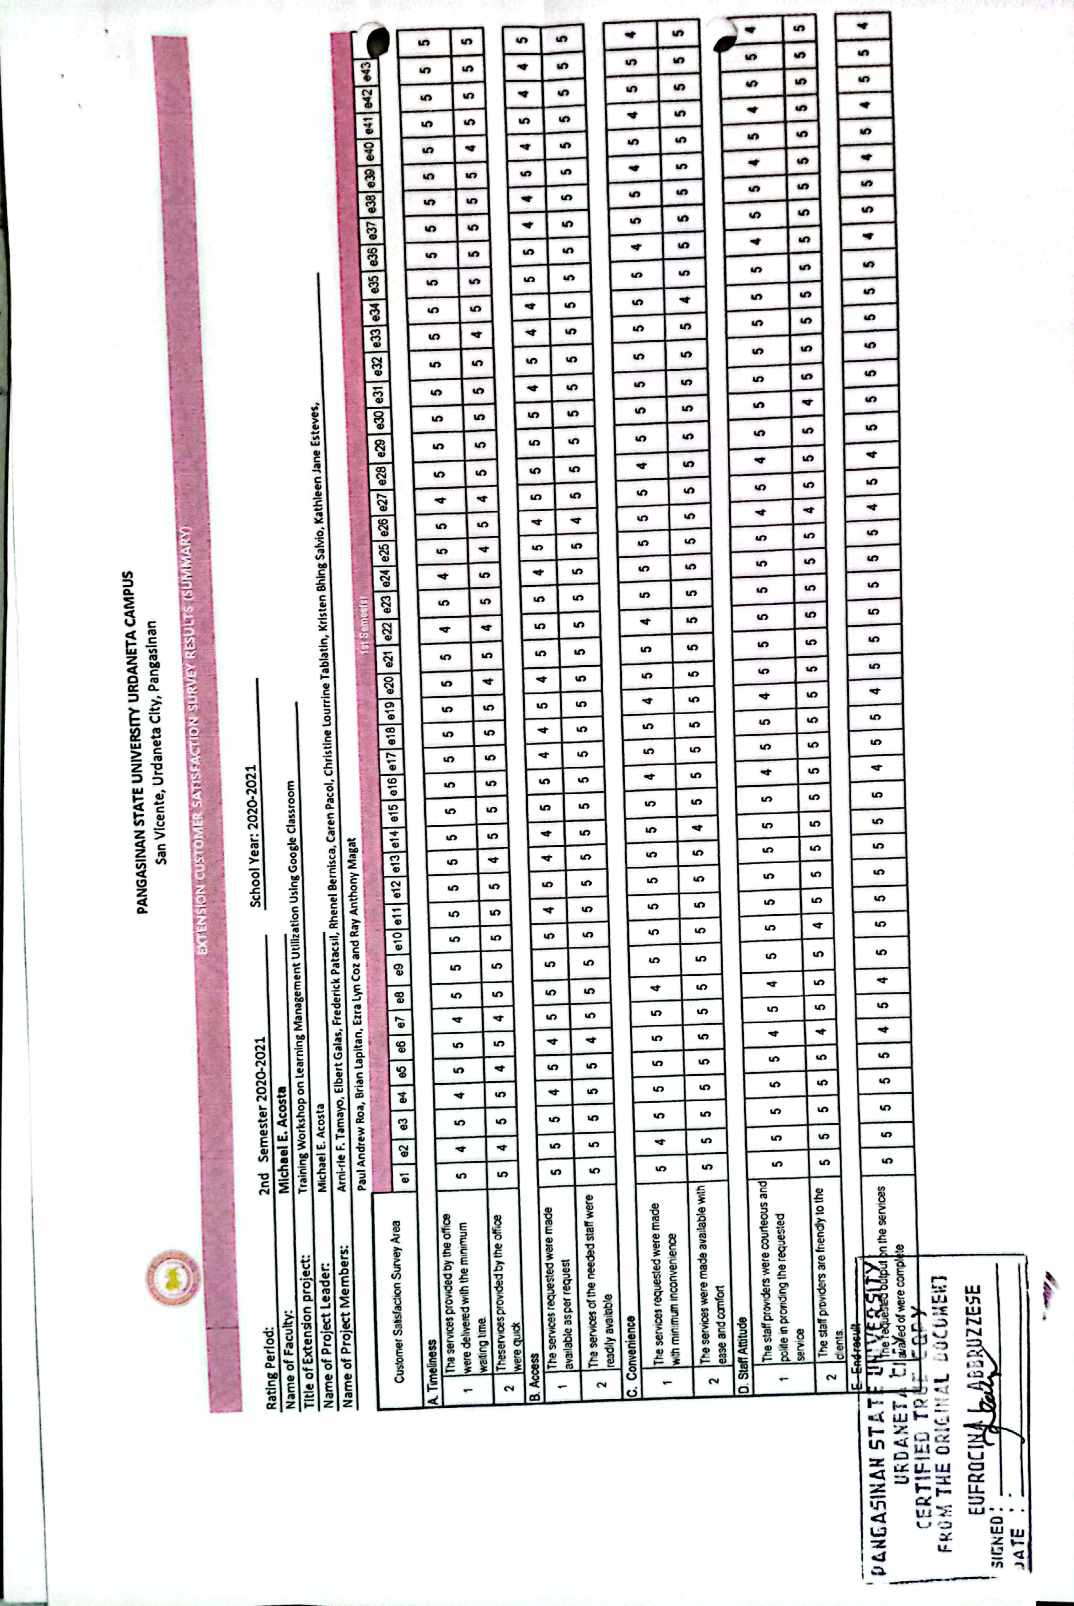 PANGASINAN STATE UNIVERSITY URDANETA CAMPUS
San Vicente, Urdaneta City, Pangasinan
EXTENSION CUSTOMER SATISFACTION SURVEY RESULTS (SUMMARY)
Rating Period: 2nd Semester 2020-2021 School Year: 2020-2021
Name of Faculty: Michael E. Acosta
Title of Extension project: Training Workshop on Learning Management Utilization Using Google Classroom
Name of Project Leader: Michael E. Acosta
Name of Project Members: Arni-rie F. Tamayo, Elbert Galas, Frederick Patacsil, Rhenel Bernisca, Caren Pacol, Christine Lourrine Tablatin, Kristen Bhing Salvio, Kathleen Jane Esteves,
Paul Andrew Roa, Brian Lapitan, Ezra Lyn Coz and Ray Anthony Magat
1st Semester
Customer Satisfaction Survey Area e1 e2 e3 e4 e5 e6 e7 e8 e9 e10 e11 e12 e13 e14 e15 e16 e17 e18 e19 e20 e21 e22 e23 e24 e25 e26 e27 e28 e29 e30 e31 e32 e33 e34 e35 e36 e37 e38 e39 e40 e41 e42 e43
A. Timeliness
1 The services provided by the office were delivered with the minimum waiting time. 5 4 5 4 5 5 4 5 5 5 5 5 5 5 5 5 5 5 5 5 5 4 5 4 5 5 4 5 5 5 5 5 5 5 5 5 5 5 5 5 5 5 5 5
2 Theservices provided by the office were quick 5 4 5 5 4 5 4 5 5 5 5 5 4 5 5 5 5 5 5 4 5 4 5 5 4 5 4 5 5 5 5 5 4 5 5 5 5 5 5 4 5 5 5 5
B. Access
1 The services requested were made available as per request 5 5 5 4 5 4 5 5 5 5 4 5 4 4 5 5 4 4 5 4 5 5 5 4 5 4 5 5 5 5 4 5 4 4 5 5 4 4 5 4 5 4 4 5
2 The services of the needed staff were readily available 5 5 5 5 5 4 5 5 5 5 5 5 5 5 5 5 5 5 5 5 5 5 5 5 5 4 5 5 5 5 5 5 5 5 5 5 5 5 5 5 5 5 5 5
C. Convenience
1 The services requested were made with minimum inconvenience 5 4 5 5 5 5 5 4 5 5 5 5 5 5 5 4 5 5 4 5 5 4 5 5 5 5 5 4 5 5 5 5 5 5 5 4 5 5 4 5 4 5 5 4
2 The services were made available with ease and comfort 5 5 5 5 5 5 5 5 5 5 5 5 5 4 5 5 5 5 5 5 5 5 5 5 5 5 5 5 5 5 5 5 5 4 5 5 5 5 5 5 5 5 5 5
D. Staff Attitude
1 The staff providers were courteous and polite in providing the requested service 5 5 5 5 5 4 5 4 5 5 5 5 5 5 5 4 5 5 4 5 5 5 5 5 5 4 5 4 5 5 5 5 5 5 5 4 5 5 4 5 4 5 5 4
2 The staff providers are friendly to the clients. 5 5 5 5 5 4 5 5 5 4 5 5 5 5 5 5 5 5 5 5 5 5 5 5 5 4 5 5 5 4 5 5 5 5 5 5 5 5 5 5 5 5 5 5
E. End result
The requested output on the services availed of were complete 5 5 5 5 5 4 5 4 5 5 5 5 5 5 5 4 5 5 4 5 5 5 5 5 5 4 5 4 5 5 5 5 5 5 5 4 5 5 4 5 4 5 5 4
PANGASINAN STATE UNIVERSITY
URDANETA CITY
CERTIFIED TRUE COPY
FROM THE ORIGINAL DOCUMENT
EUFROCINA L. ABBRUZZESE
SIGNED:
DATE :